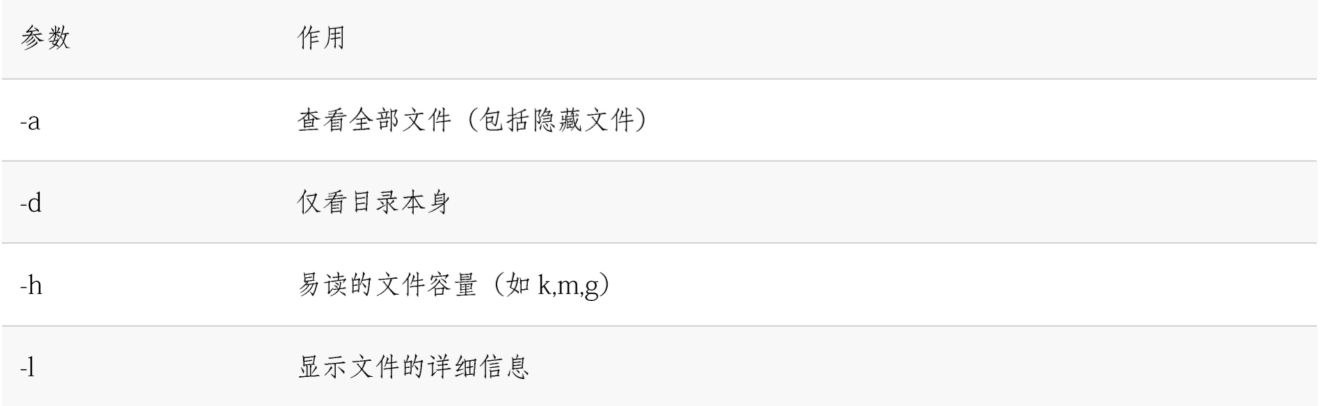 参数 作用
-a 查看全部文件（包括隐藏文件）
-d 仅看目录本身
-h 易读的文件容量（如 k,m,g）
-l 显示文件的详细信息